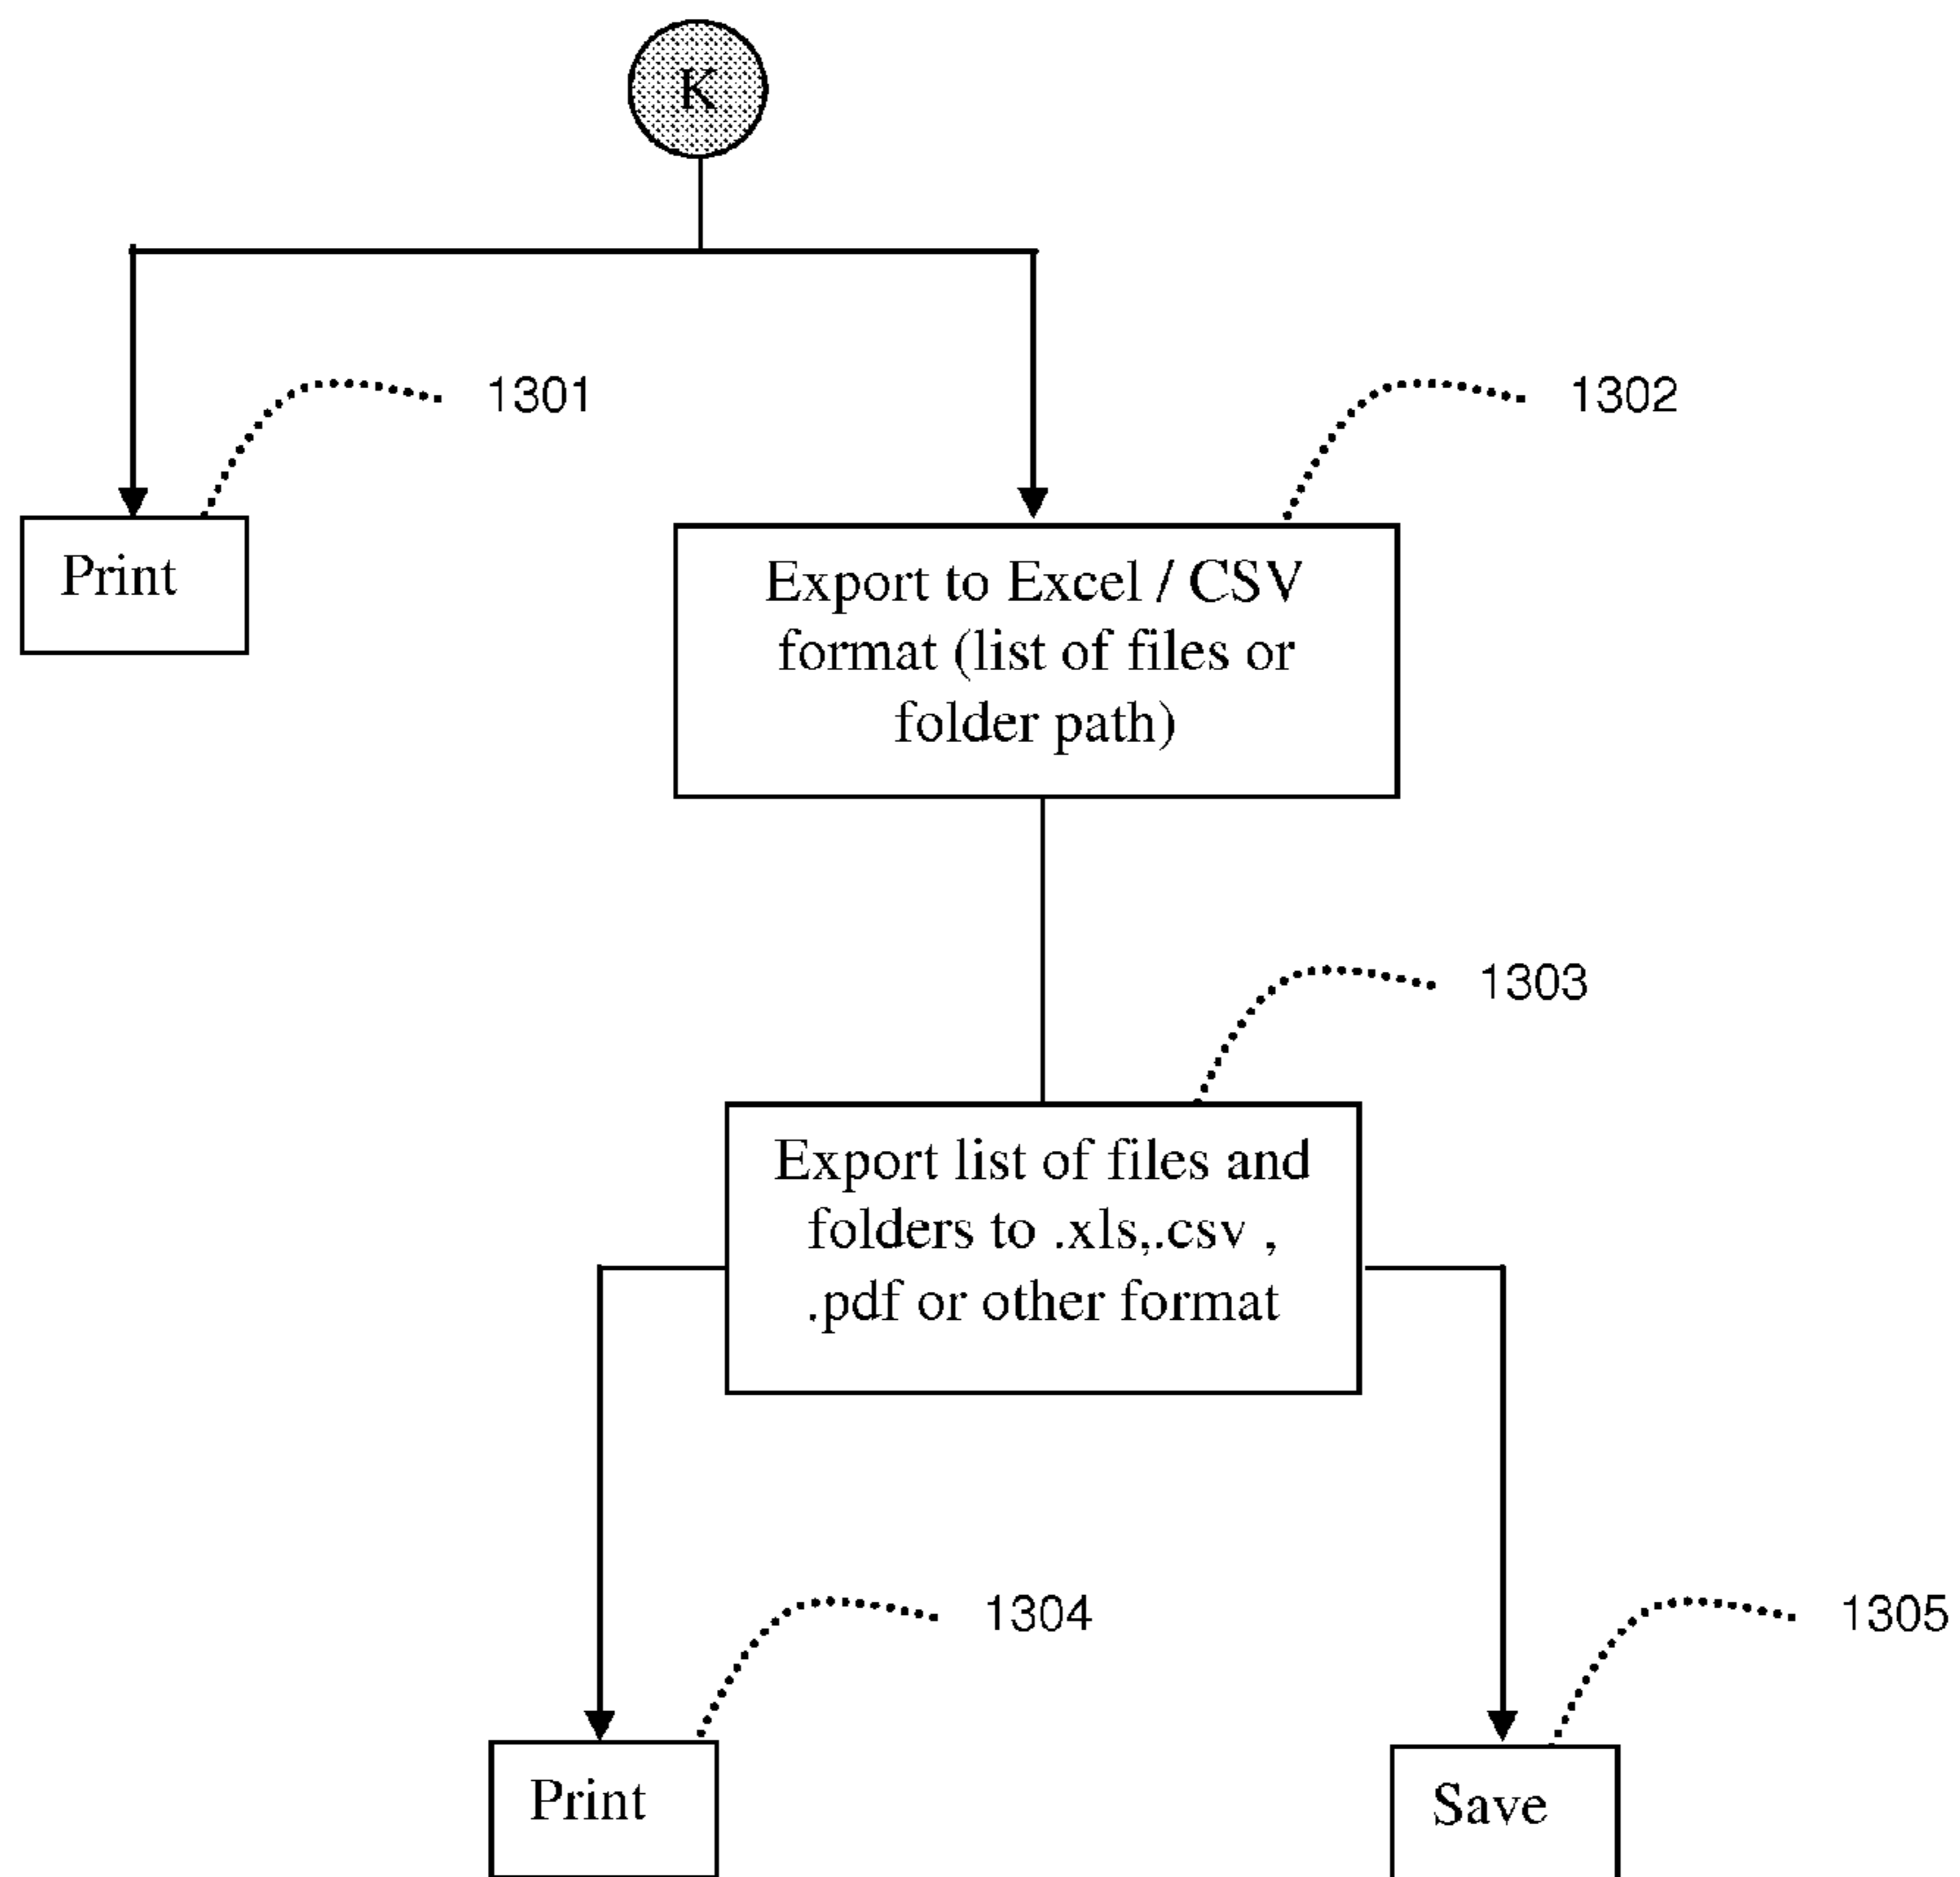 K
1301
1302
Print
Export to Excel / CSV
format (list of files or
folder path)
1303
Export list of files and
folders to .xls,.csv ,
.pdf or other format
1304
1305
Print
Save